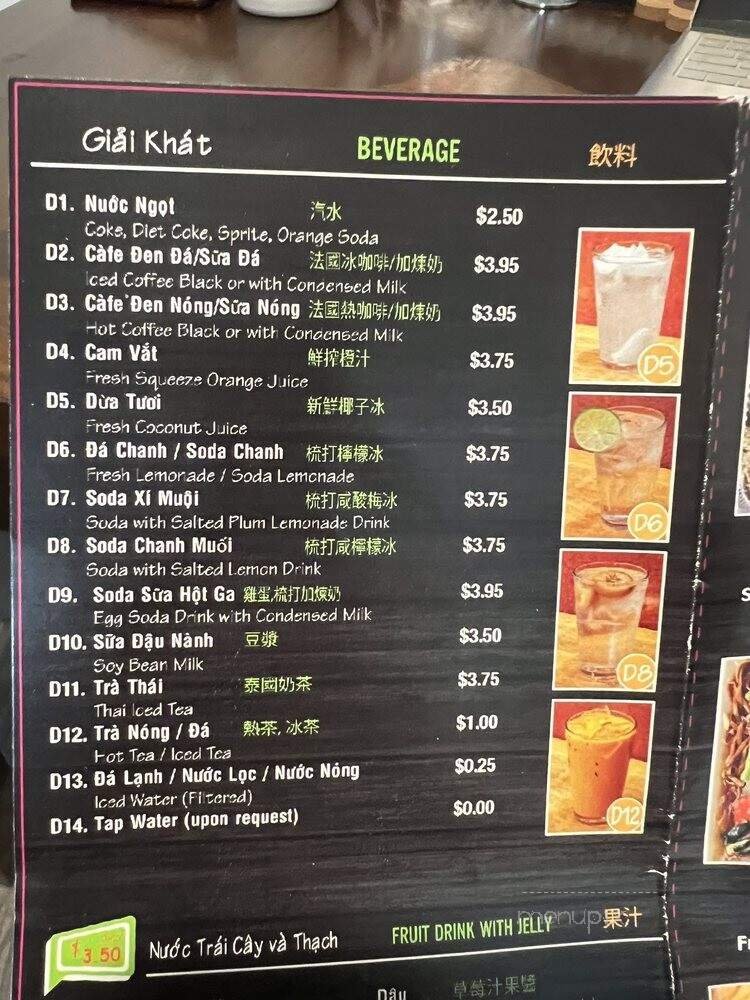 Giải Khát BEVERAGE 飲料
D1. Nuóc Ngọt 汽水 $2.50
Coke, Diet Coke, Sprite, Orange Soda
D2. Càfe Đen Đá/Sữa Đá 法國冰咖啡/加煉奶 $3.95
Iced Coffee Black or with Condensed Milk
D3. Càfe Đen Nóng/Sữa Nóng 法國熱咖啡/加煉奶 $3.95
Hot Coffee Black or with Condensed Milk
D4. Cam Vắt 鮮搾橙汁 $3.75
Fresh Squeeze Orange Juice
D5. Dừa Tươi 新鮮椰子冰 $3.50
Fresh Coconut Juice
D6. Đá Chanh / Soda Chanh 梳打檸檬冰 $3.75
Fresh Lemonade / Soda Lemonade
D7. Soda Xí Muội 梳打咸酸梅冰 $3.75
Soda with Salted Plum Lemonade Drink
D8. Soda Chanh Muối 梳打咸檸檬冰 $3.75
Soda with Salted Lemon Drink
D9. Soda Sữa Hột Ga 雞蛋,梳打加煉奶 $3.95
Egg Soda Drink with Condensed Milk
D10. Sữa Đậu Nành 豆漿 $3.50
Soy Bean Milk
D11. Trà Thái 泰國奶茶 $3.75
Thai Iced Tea
D12. Trà Nóng / Đá 熱茶, 冰茶 $1.00
Hot Tea / Iced Tea
D13. Đá Lạnh / Nước Lọc / Nước Nóng $0.25
Iced Water (Filtered)
D14. Tap Water (upon request) $0.00
D5
D6
D8
D12
menup
$3.50 Nước Trái Cây và Thạch FRUIT DRINK WITH JELLY 果汁
Dâu 草莓汁果醬